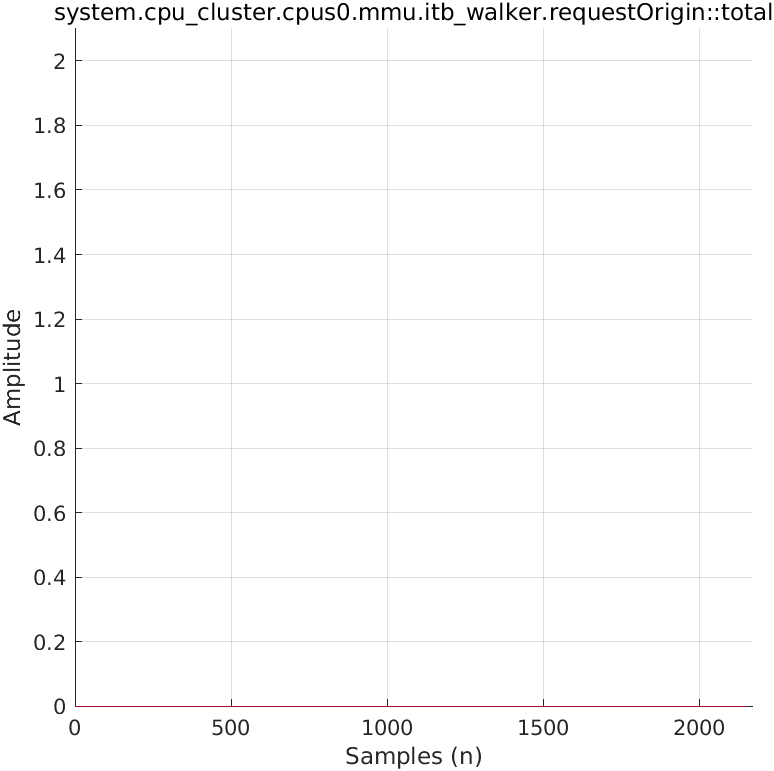 system.cpu_cluster.cpus0.mmu.itb_walker.requestOrigin::total
2
1.8
1.6
1.4
1.2
1
0.8
0.6
0.4
0.2
0
Amplitude
0 500 1000 1500 2000
Samples (n)